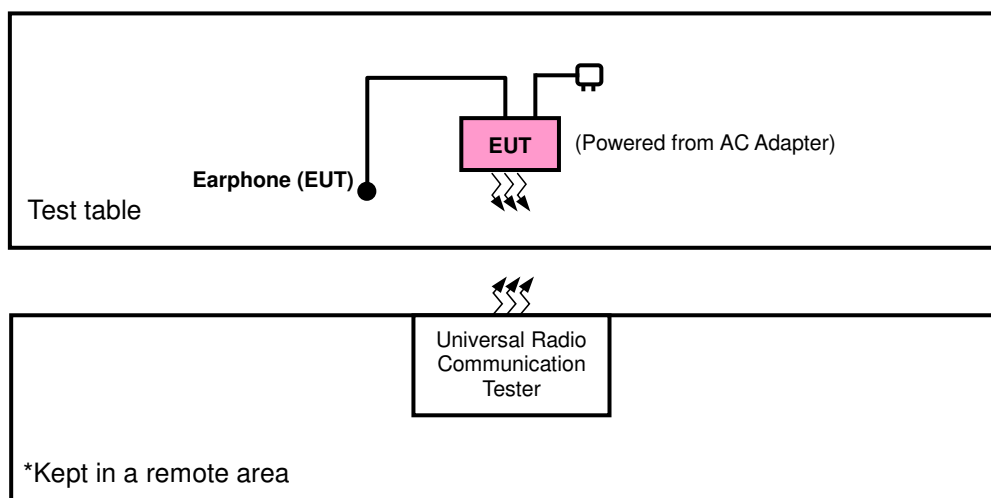 EUT
(Powered from AC Adapter)
Earphone (EUT)
Test table
Universal Radio
Communication
Tester
*Kept in a remote area